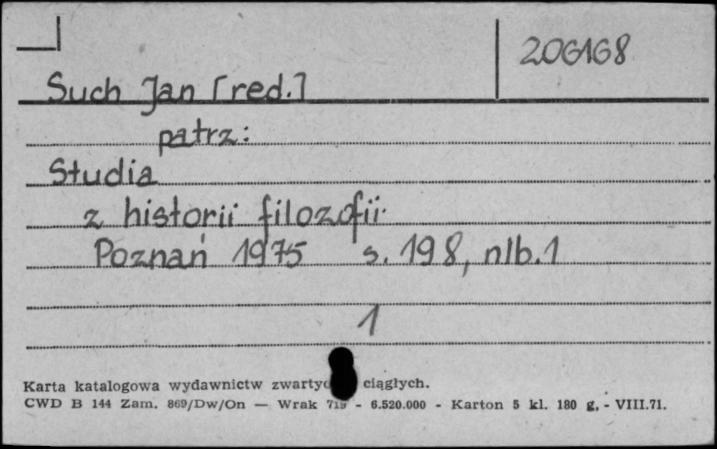 206168
Such Jan [red.]
patrz:
Studia
z historii filozofii
Poznań 1975 s. 198, nlb. 1
1
Karta katalogowa wydawnictw ciągłych.
CWD B 144 Zam. 869/Dw/On — Wrak - 6.520.000 - Karton 5 kl. 180 g. - VIII.71.